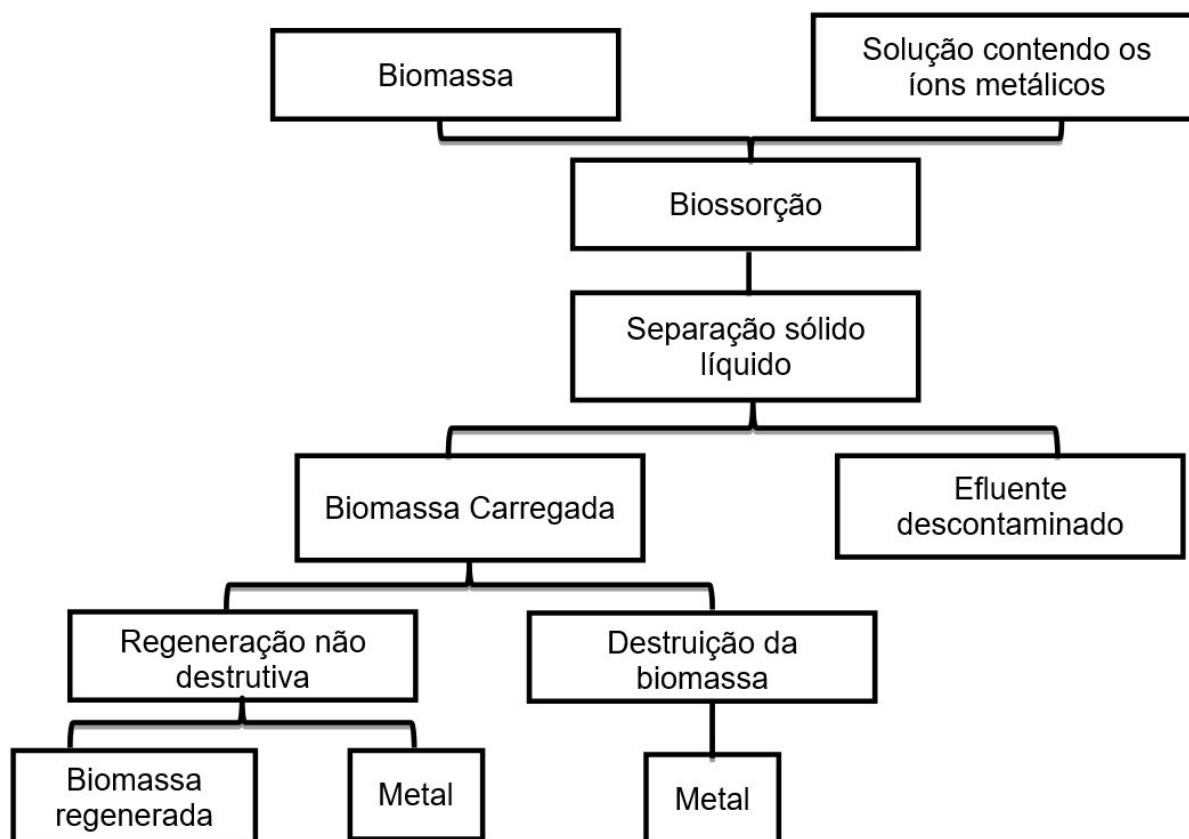 Biomassa
Solução contendo os
íons metálicos
Biossorção
Separação sólido
líquido
Biomassa Carregada
Efluente
descontaminado
Regeneração não
destrutiva
Destruição da
biomassa
Biomassa
regenerada
Metal
Metal